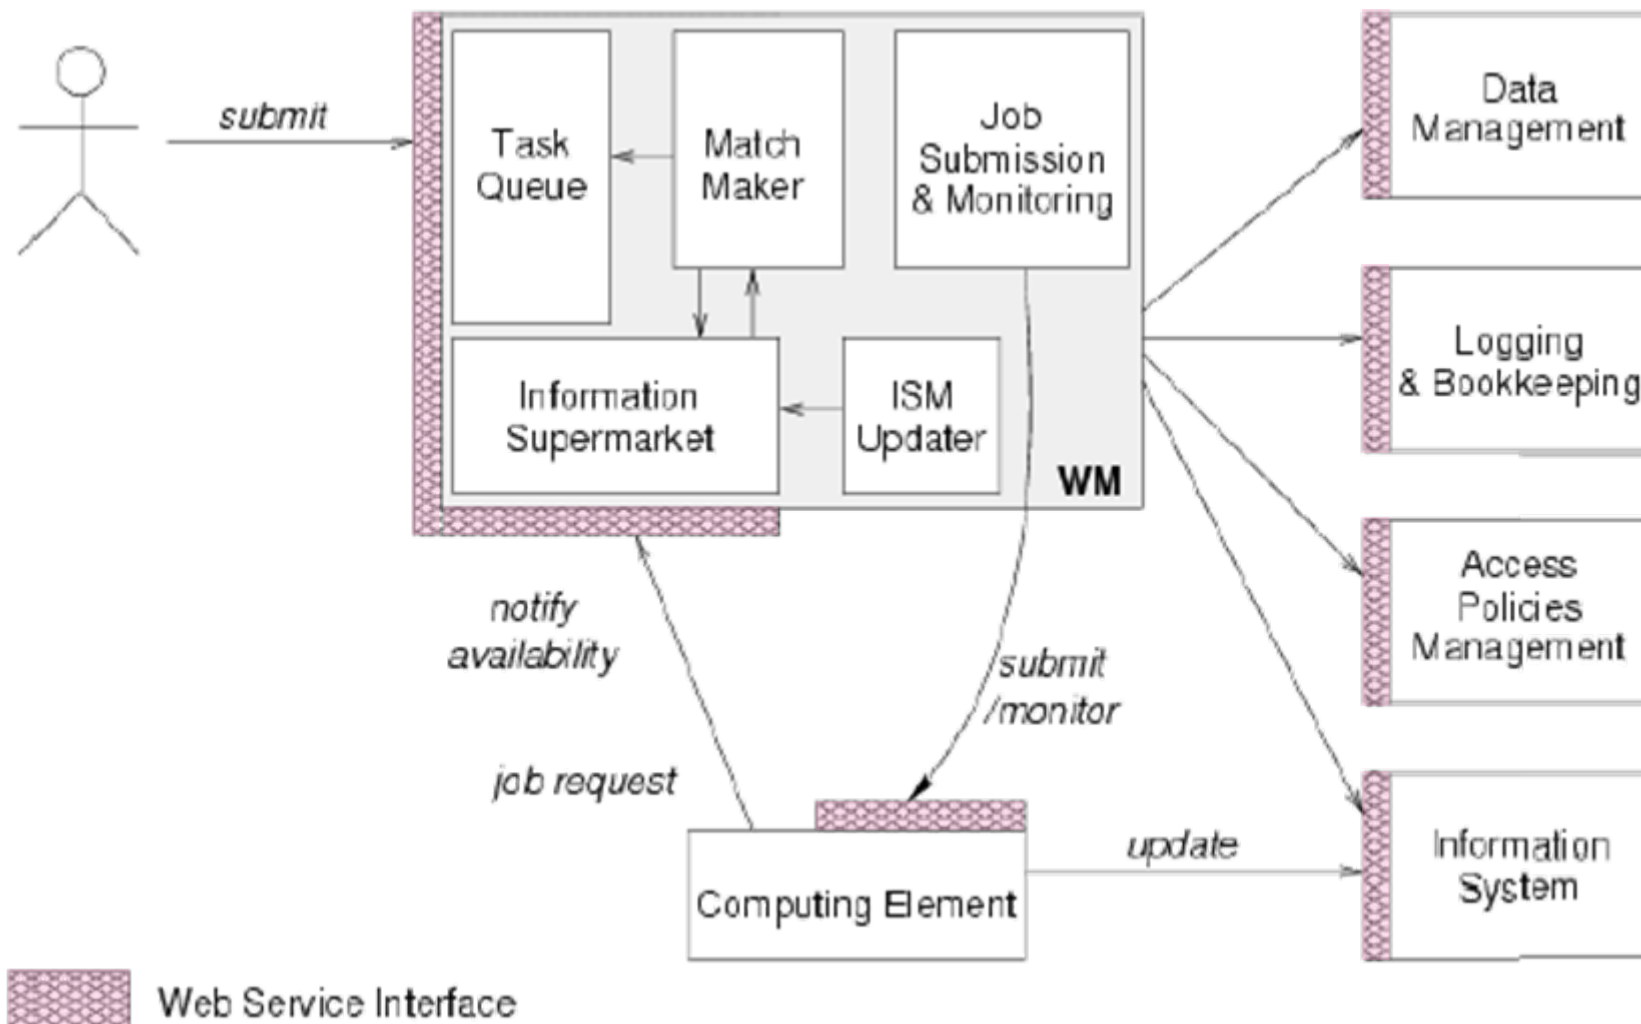 submit
Task
Queue
Match
Maker
Job
Submission
& Monitoring
Information
Supermarket
ISM
Updater
WM
Data
Management
Logging
& Bookkeeping
Access
Policies
Management
Information
System
notify
availability
job request
submit
/monitor
update
Computing Element
Web Service Interface